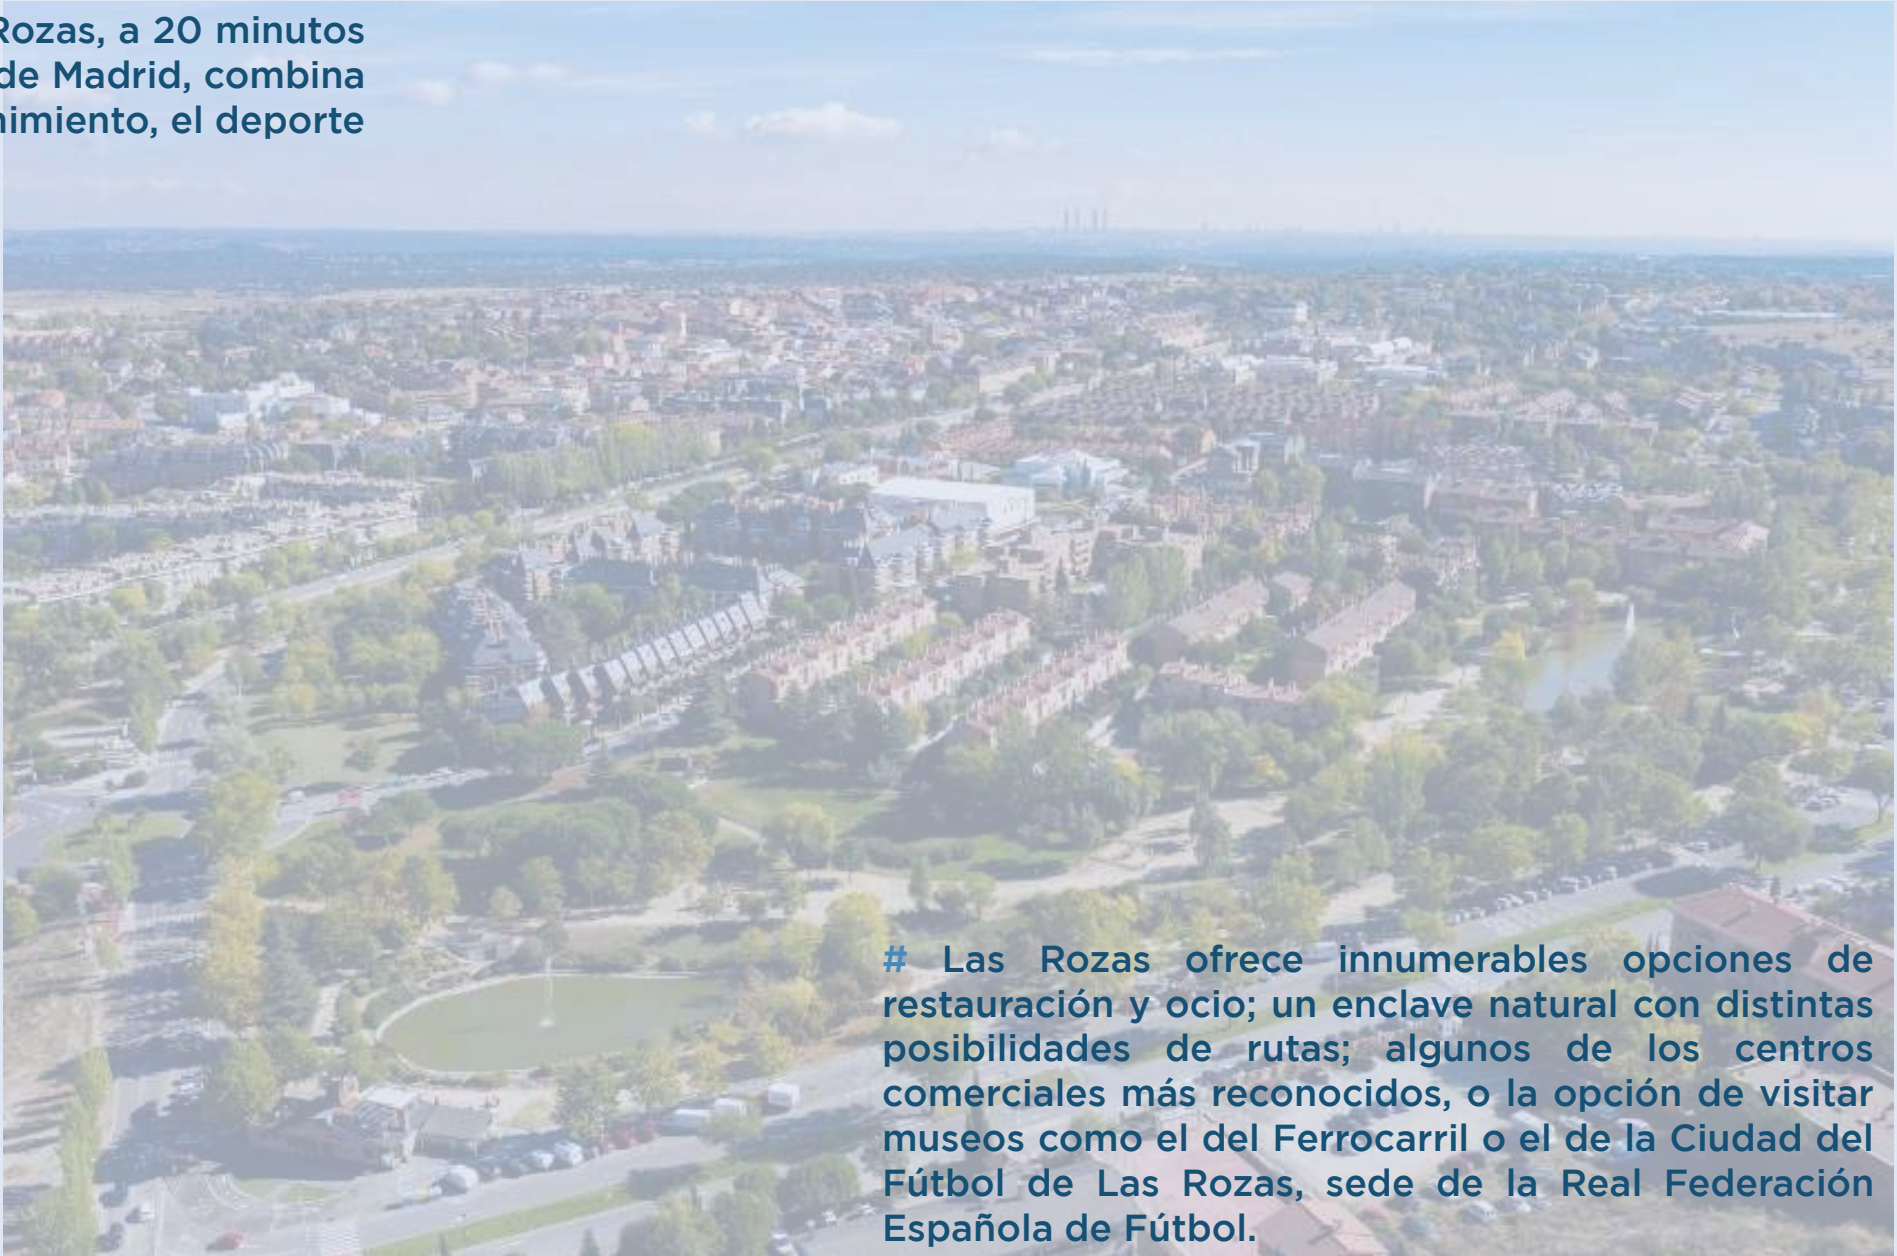 Rozas, a 20 minutos
de Madrid, combina
el deporte
# Las Rozas ofrece innumerables opciones de
restauración y ocio; un enclave natural con distintas
posibilidades de rutas; algunos de los centros
comerciales más reconocidos, o la opción de visitar
museos como el del Ferrocarril o el de la Ciudad del
Fútbol de Las Rozas, sede de la Real Federación
Española de Fútbol.